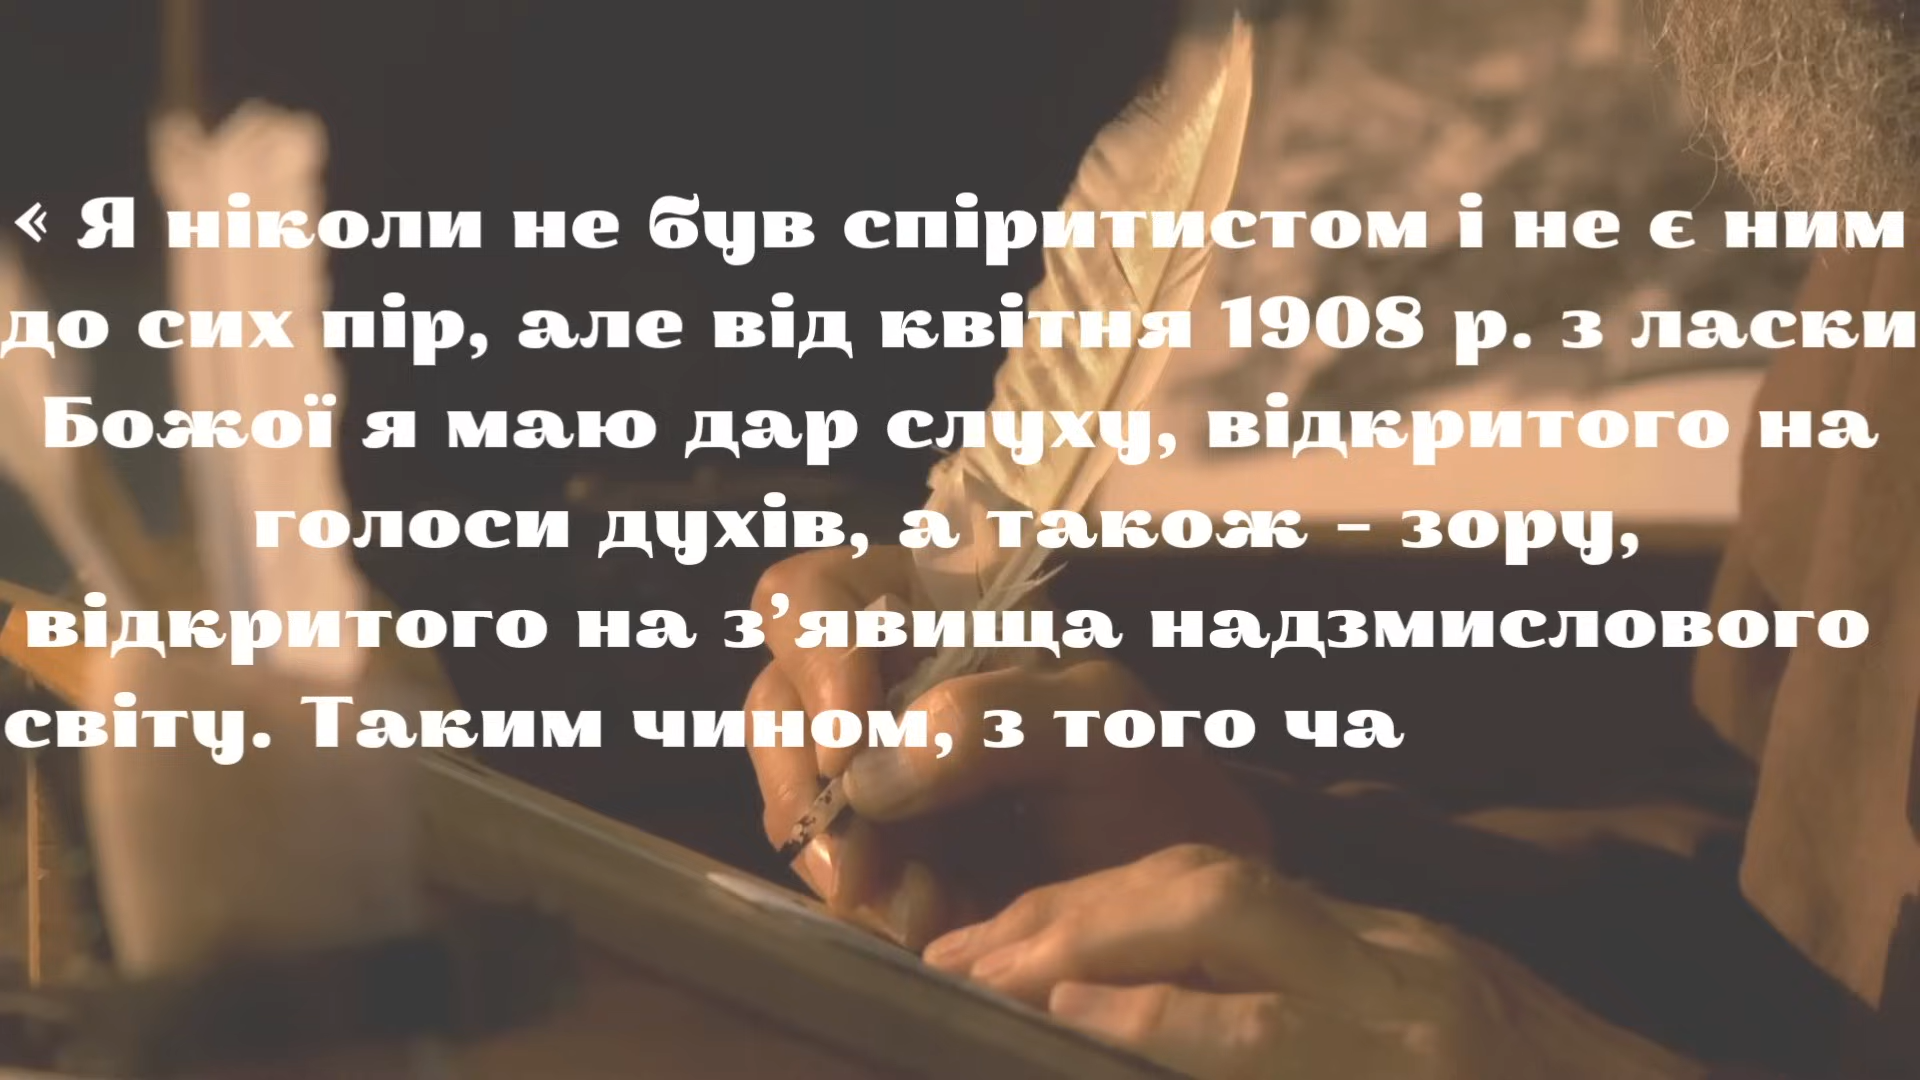 « Я ніколи не був спіритистом і не є ним
до сих пір, але від квітня 1908 р. з ласки
Божої я маю дар слуху, відкритого на
голоси духів, а також – зору,
відкритого на з’явища надзмислового
світу. Таким чином, з того ча